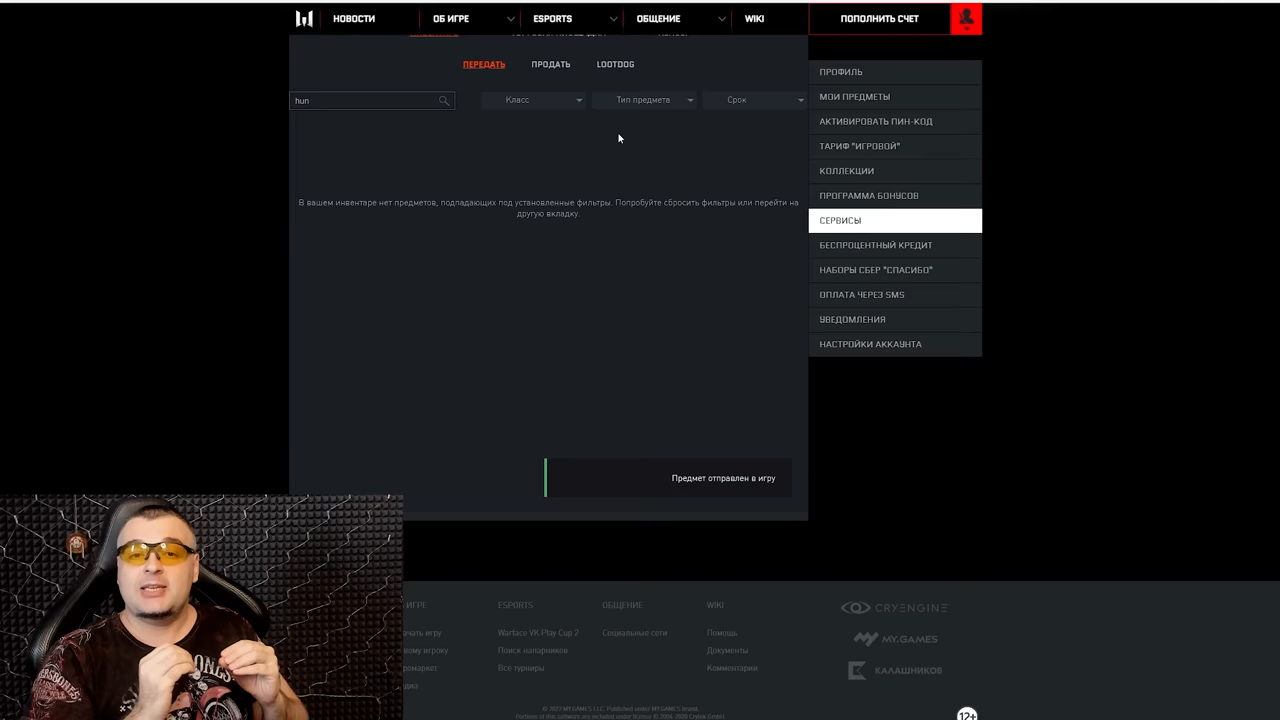 НОВОСТИ
ОБ ИГРЕ
ESPORTS
ОБЩЕНИЕ
WIKI
ПОПОЛНИТЬ СЧЕТ
ПЕРЕДАТЬ
ПРОДАТЬ
LOOTDOG
hun
Класс
Тип предмета
Срок
В вашем инвентаре нет предметов, подпадающих под установленные фильтры. Попробуйте сбросить фильтры или перейти на
другую вкладку.
Предмет отправлен в игру
ПРОФИЛЬ
МОИ ПРЕДМЕТЫ
АКТИВИРОВАТЬ ПИН-КОД
ТАРИФ "ИГРОВОЙ"
КОЛЛЕКЦИИ
ПРОГРАММА БОНУСОВ
СЕРВИСЫ
БЕСПРОЦЕНТНЫЙ КРЕДИТ
НАБОРЫ СБЕР "СПАСИБО"
ОПЛАТА ЧЕРЕЗ SMS
УВЕДОМЛЕНИЯ
НАСТРОЙКИ АККАУНТА
ИГРЕ
ESPORTS
Warface VK Play Cup 2
Поиск напарников
Все турниры
ОБЩЕНИЕ
Социальные сети
WIKI
Помощь
Документы
Комментарии
CRYENGINE
MY.GAMES
КАЛАШНИКОВ
12+